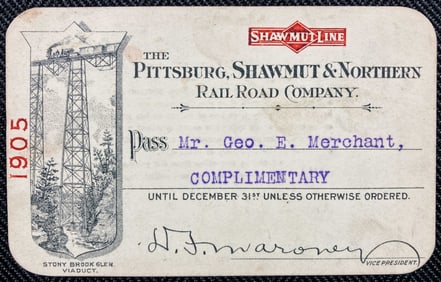 SHAWMUT-LINE
THE
PITTSBURG, SHAWMUT & NORTHERN
RAIL ROAD COMPANY.
1905
Pass Mr. Geo. E. Merchant,
COMPLIMENTARY
UNTIL DECEMBER 31ST UNLESS OTHERWISE ORDERED.
D. F. Maroney
VICE PRESIDENT.
STONY BROOK GLEN
VIADUCT.